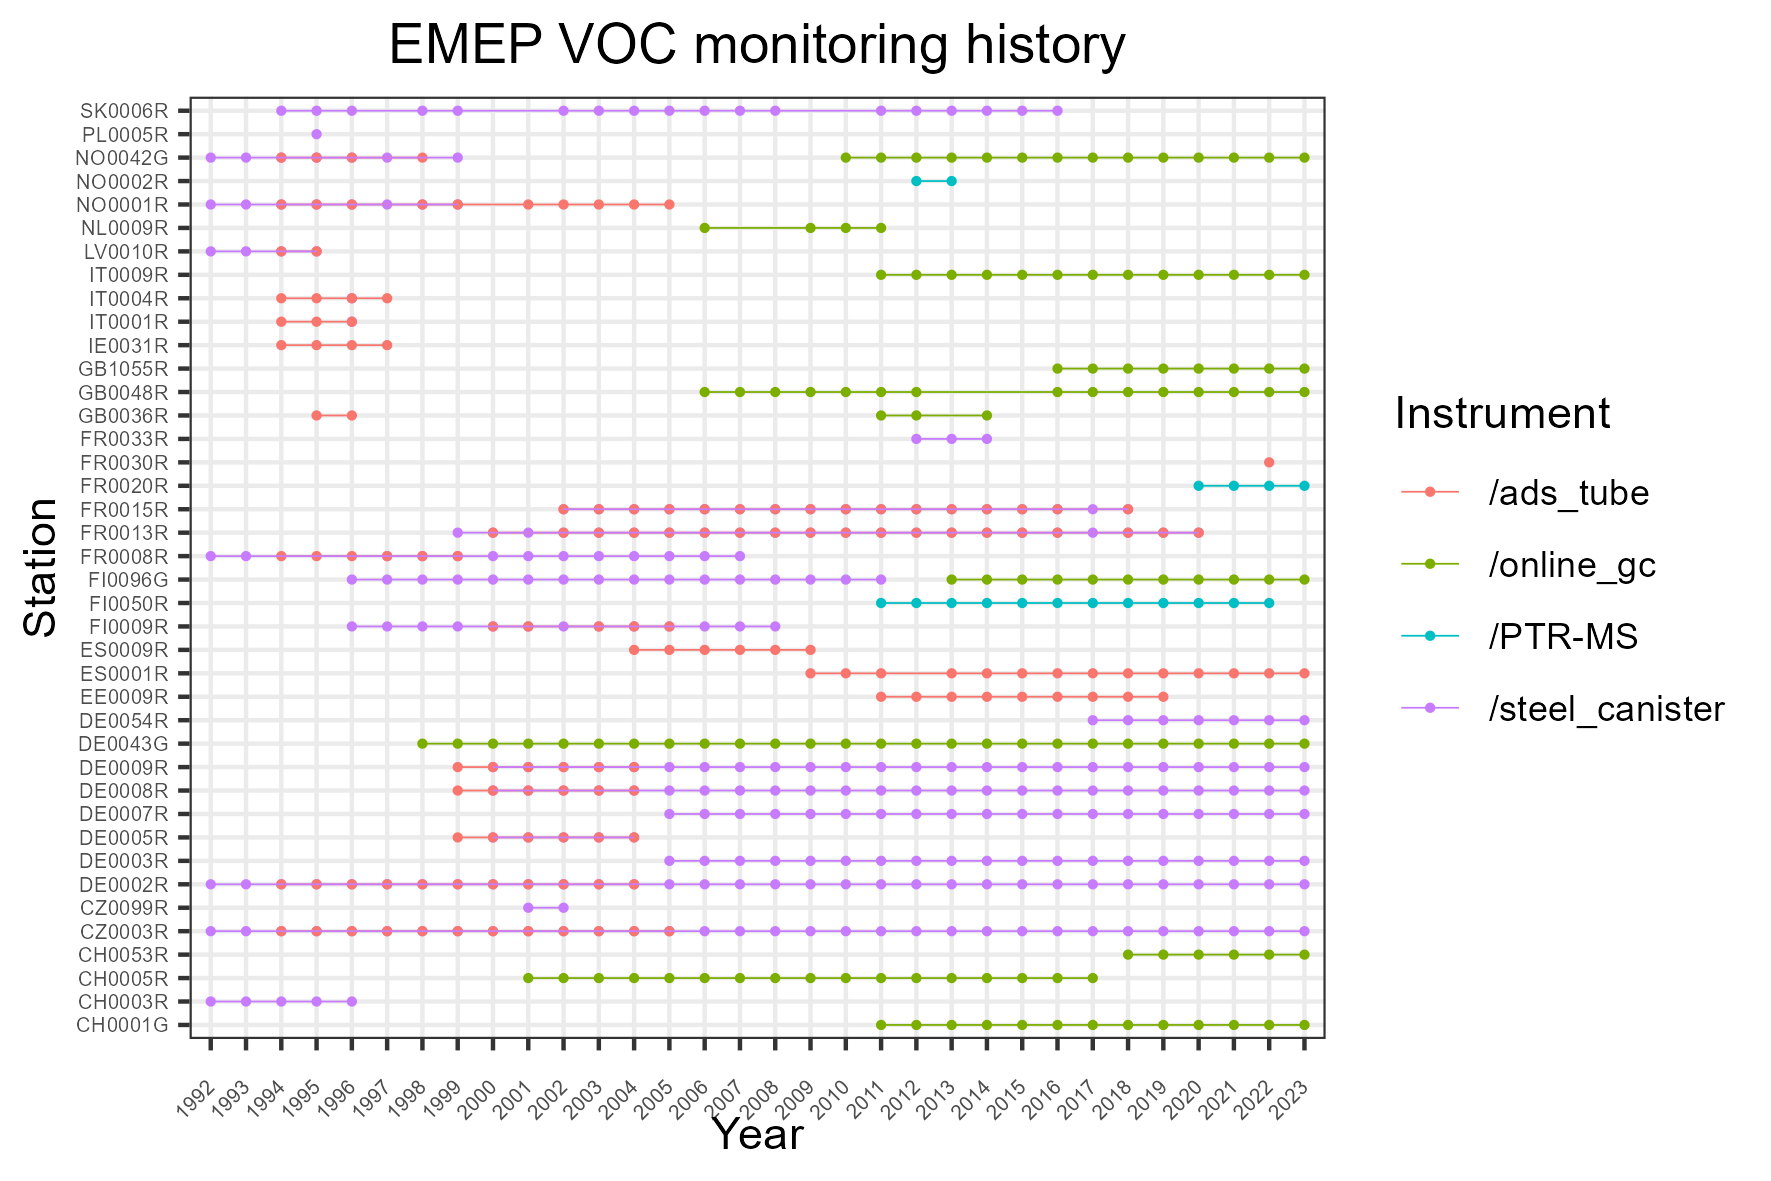 EMEP VOC monitoring history
SK0006R
PL0005R
NO0042G
NO0002R
NO0001R
NL0009R
LV0010R
IT0009R
IT0004R
IT0001R
IE0031R
GB1055R
GB0048R
GB0036R
FR0033R
FR0030R
FR0020R
FR0015R
FR0013R
FR0008R
FI0096G
FI0050R
FI0009R
ES0009R
ES0001R
EE0009R
DE0054R
DE0043G
DE0009R
DE0008R
DE0007R
DE0005R
DE0003R
DE0002R
CZ0099R
CZ0003R
CH0053R
CH0005R
CH0003R
CH0001G
Station
1992 1993 1994 1995 1996 1997 1998 1999 2000 2001 2002 2003 2004 2005 2006 2007 2008 2009 2010 2011 2012 2013 2014 2015 2016 2017 2018 2019 2020 2021 2022 2023
Year
Instrument
/ads_tube
/online_gc
/PTR-MS
/steel_canister